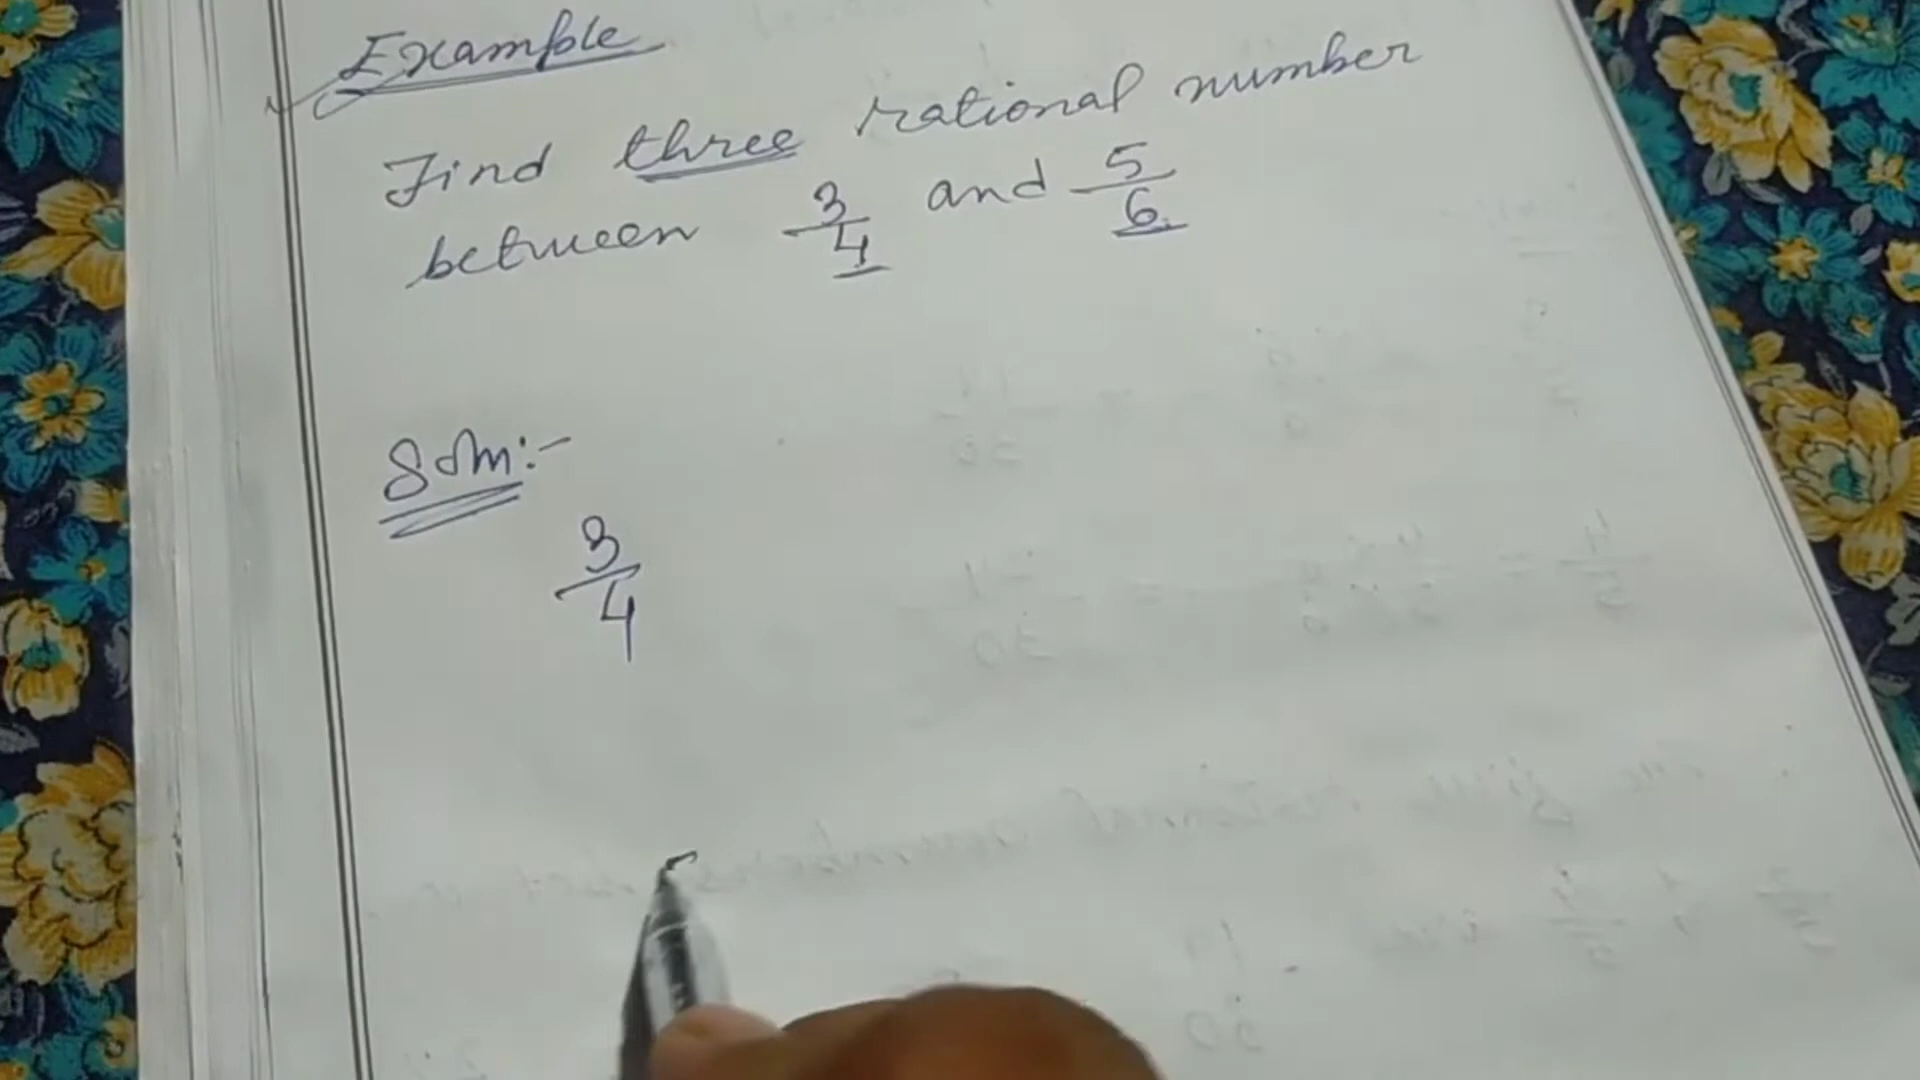 Example
Find three rational number
between 3/4 and 5/6
Soln:-
3/4